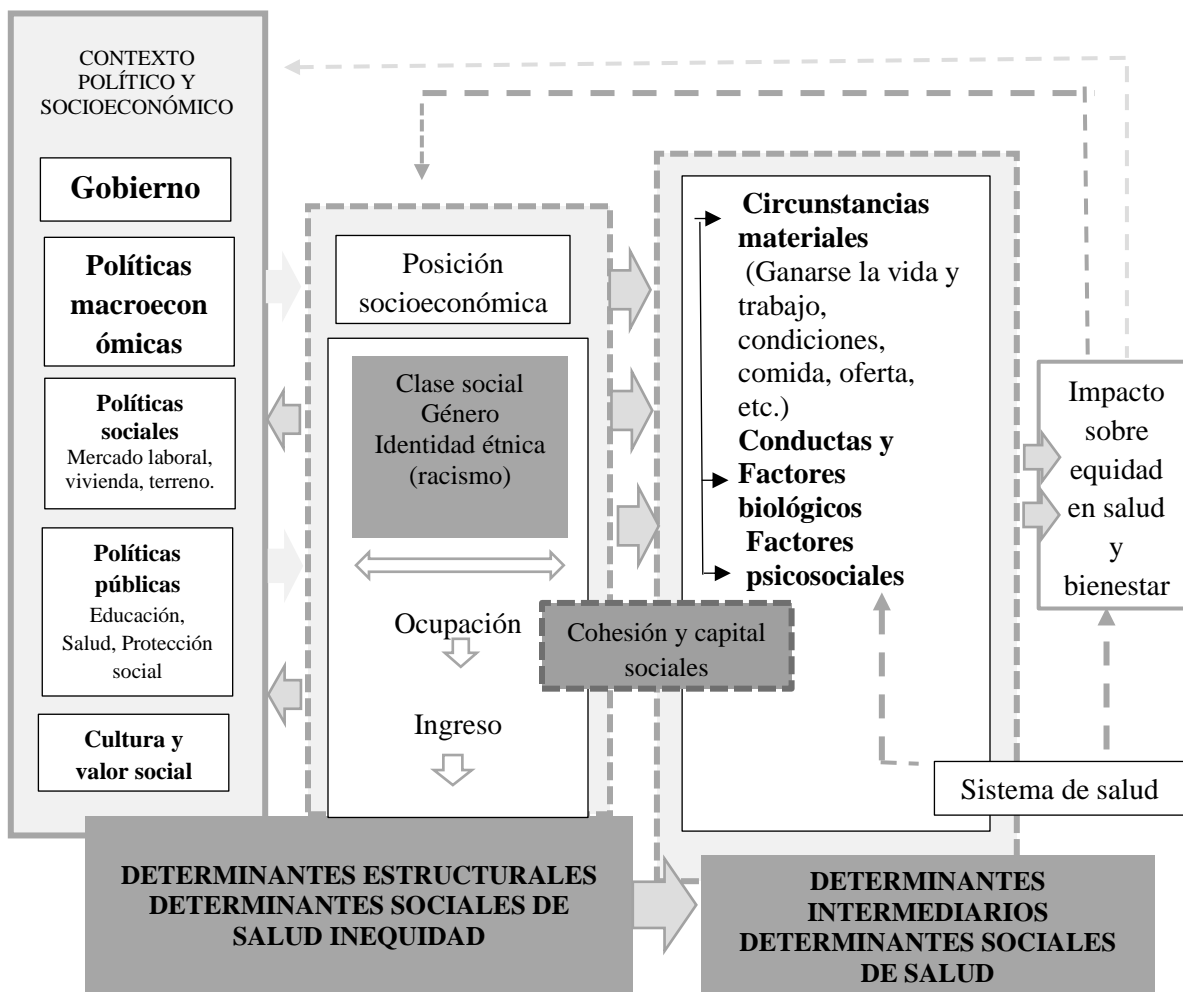 CONTEXTO
POLÍTICO Y
SOCIOECONÓMICO
Gobierno
Políticas
macroecon
ómicas
Políticas
sociales
Mercado laboral,
vivienda, terreno.
Políticas
públicas
Educación,
Salud, Protección
social
Cultura y
valor social
Posición
socioeconómica
Clase social
Género
Identidad étnica
(racismo)
Ocupación
Ingreso
Cohesión y capital
sociales
Circunstancias
materiales
(Ganarse la vida y
trabajo,
condiciones,
comida, oferta,
etc.)
Conductas y
Factores
biológicos
Factores
psicosociales
Impacto
sobre
equidad
en salud
y
bienestar
Sistema de salud
DETERMINANTES ESTRUCTURALES
DETERMINANTES SOCIALES DE
SALUD INEQUIDAD
DETERMINANTES
INTERMEDIARIOS
DETERMINANTES SOCIALES
DE SALUD